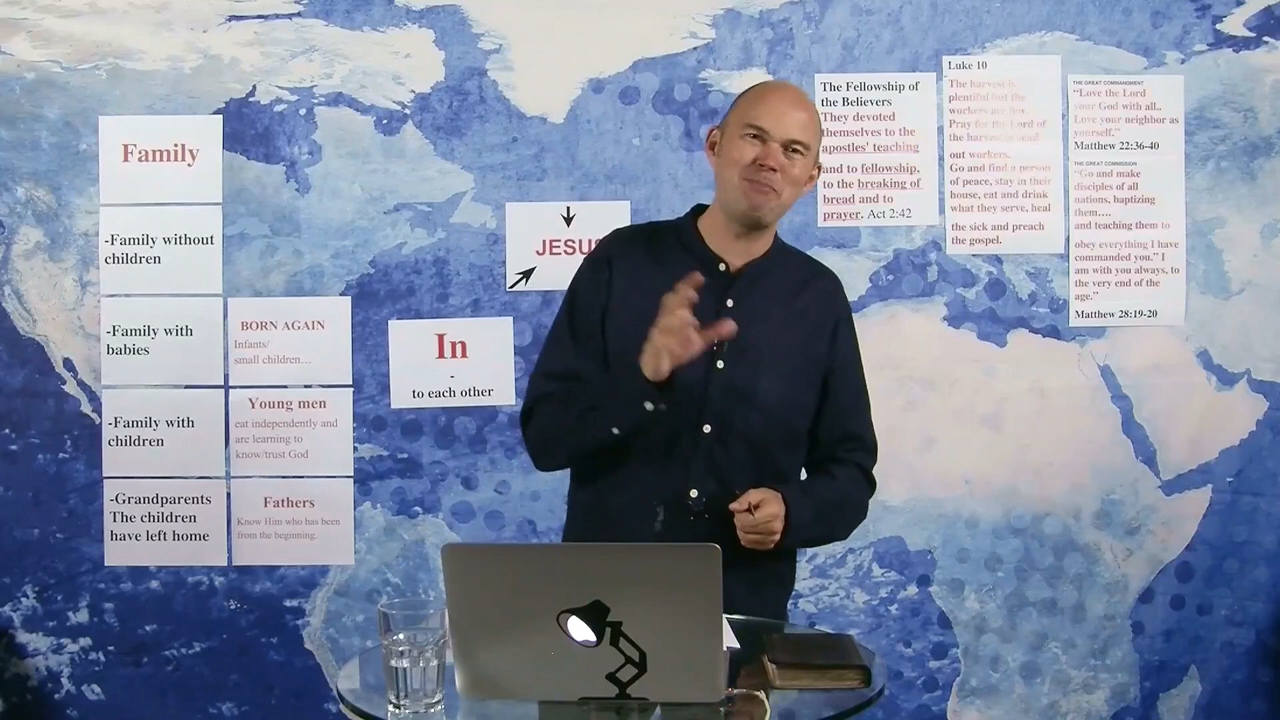 Family
-Family without
children
-Family with
babies
BORN AGAIN
Infants/
small children…
-Family with
children
Young men
eat independently and
are learning to
know/trust God
-Grandparents
The children
have left home
Fathers
Know Him who has been
from the beginning.
In
-
to each other
JESUS
The Fellowship of
the Believers
They devoted
themselves to the
apostles' teaching
and to fellowship,
to the breaking of
bread and to
prayer. Act 2:42
Luke 10
The harvest is
plentiful but the
workers are few.
Pray for the Lord of
the harvest to send
out workers.
Go and find a person
of peace, stay in their
house, eat and drink
what they serve, heal
the sick and preach
the gospel.
THE GREAT COMMANDMENT
“Love the Lord
your God with all..
Love your neighbor as
yourself.”
Matthew 22:36-40
THE GREAT COMMISSION
“Go and make
disciples of all
nations, baptizing
them….
and teaching them to
obey everything I have
commanded you.” I
am with you always, to
the very end of the
age.”
Matthew 28:19-20